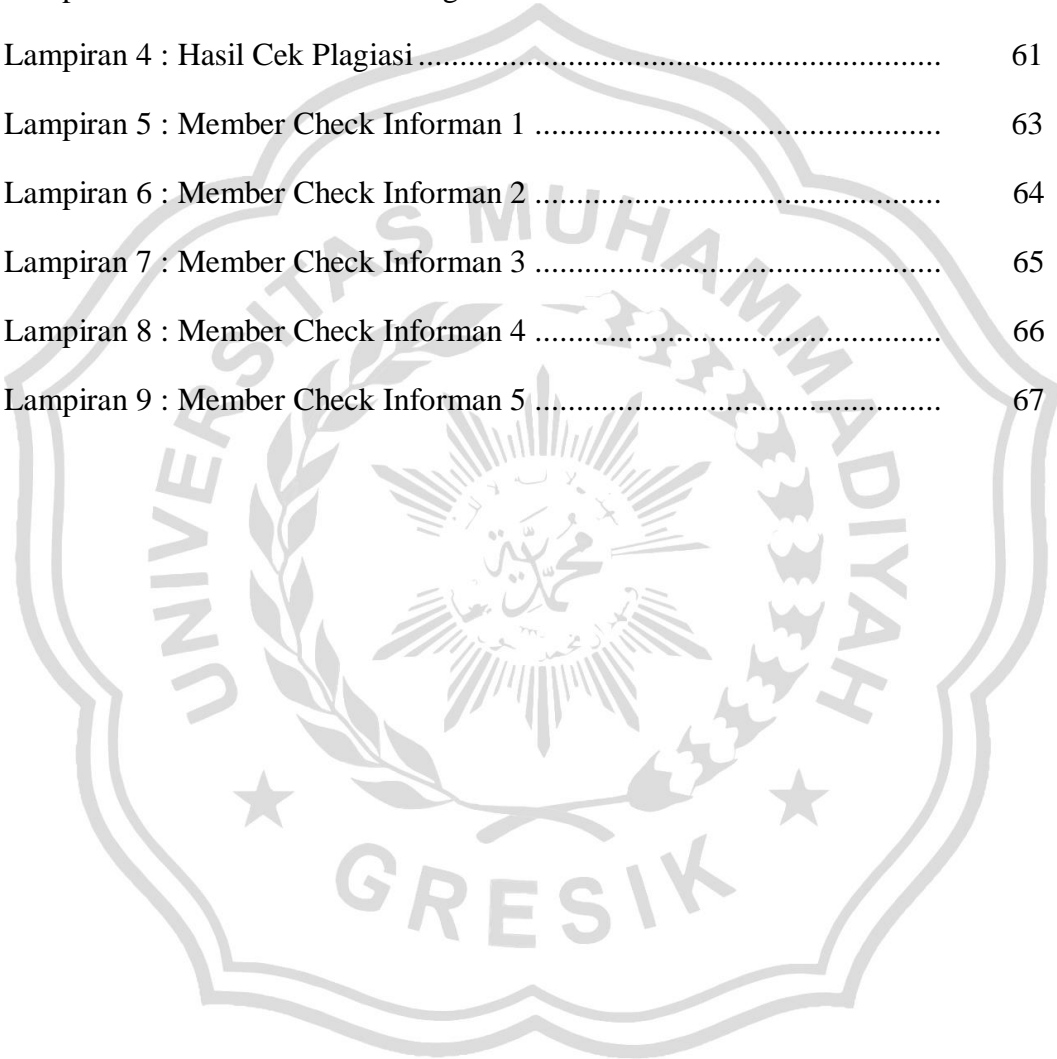 Lampiran 4 : Hasil Cek Plagiasi ................................................................ 61
Lampiran 5 : Member Check Informan 1 .................................................. 63
Lampiran 6 : Member Check Informan 2 .................................................. 64
Lampiran 7 : Member Check Informan 3 .................................................. 65
Lampiran 8 : Member Check Informan 4 .................................................. 66
Lampiran 9 : Member Check Informan 5 .................................................. 67
UNIVERSITAS MUHAMMADIYAH
GRESIK